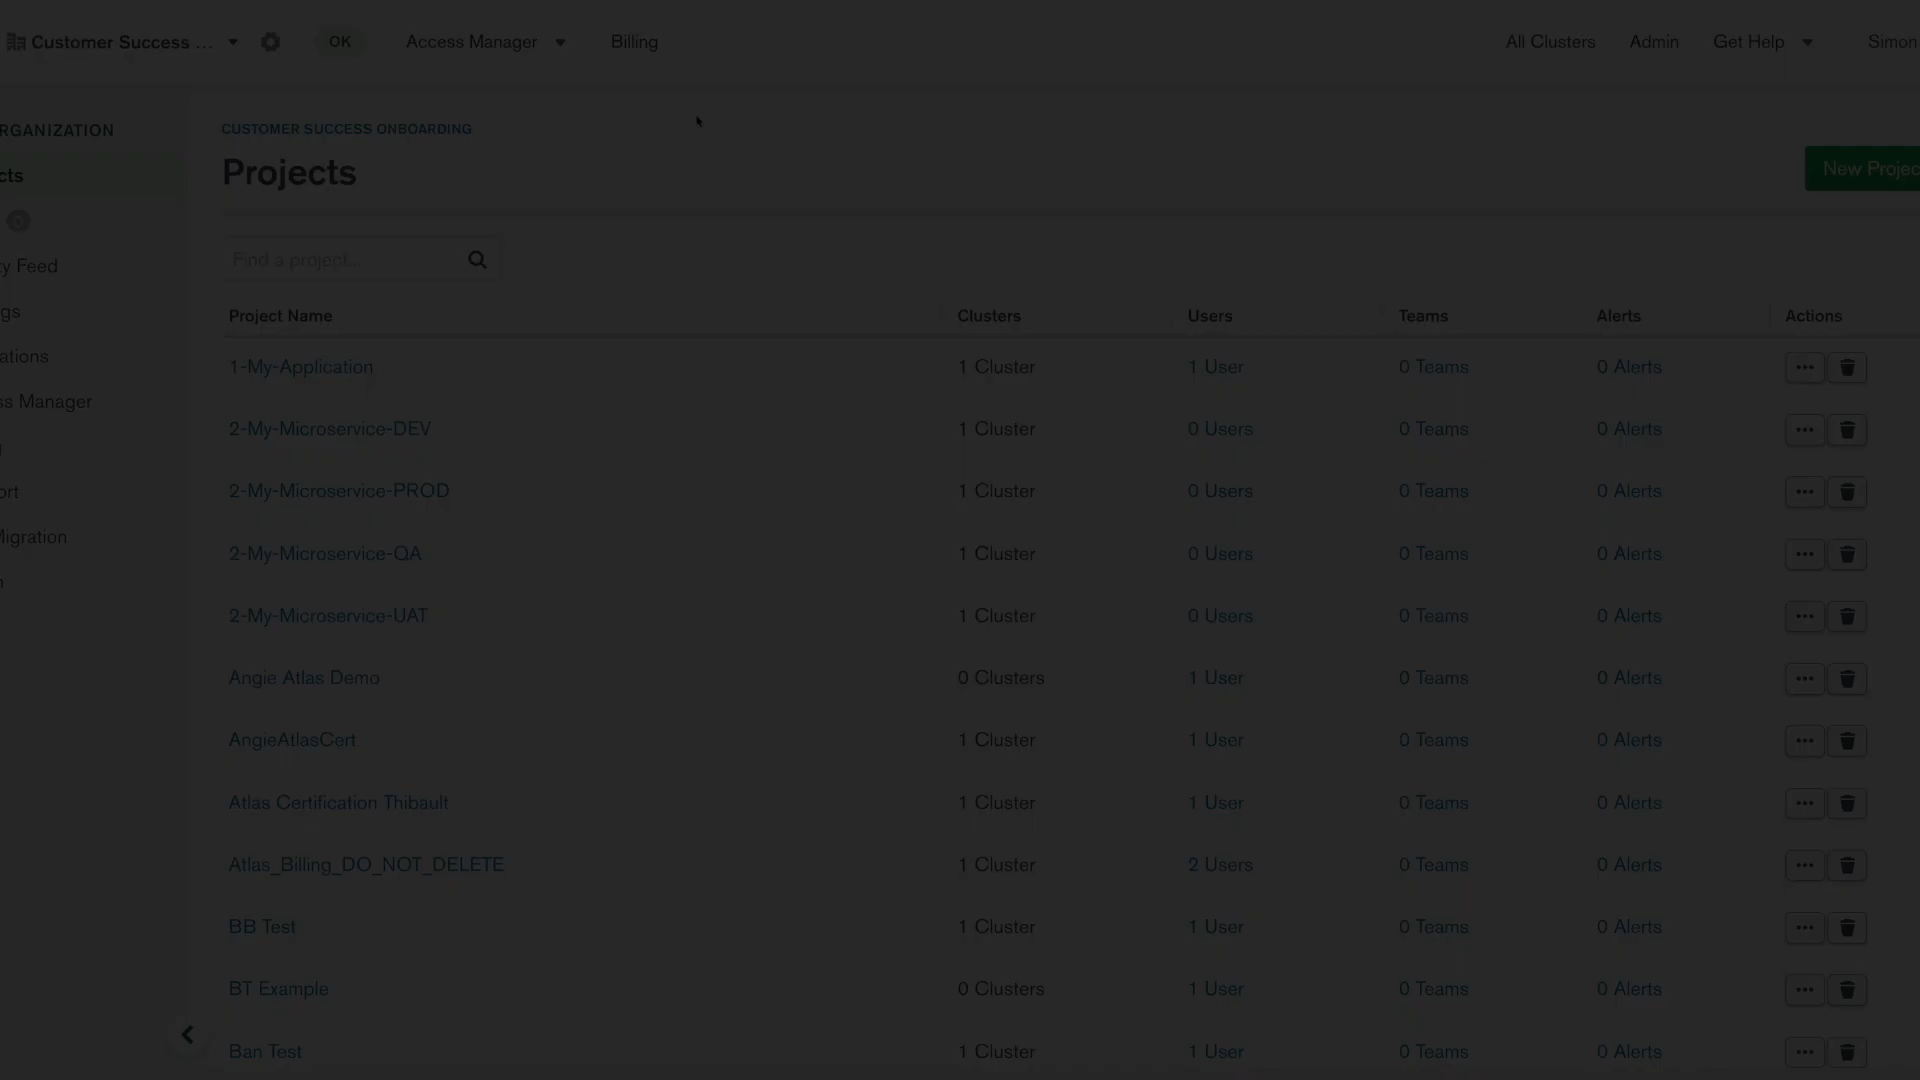 Customer Success ... OK Access Manager Billing All Clusters Admin Get Help Simon
RGANIZATION
cts
ty Feed
gs
ations
ss Manager
ort
Migration
CUSTOMER SUCCESS ONBOARDING
Projects
New Projec
Find a project...
Project Name Clusters Users Teams Alerts Actions
1-My-Application 1 Cluster 1 User 0 Teams 0 Alerts
2-My-Microservice-DEV 1 Cluster 0 Users 0 Teams 0 Alerts
2-My-Microservice-PROD 1 Cluster 0 Users 0 Teams 0 Alerts
2-My-Microservice-QA 1 Cluster 0 Users 0 Teams 0 Alerts
2-My-Microservice-UAT 1 Cluster 0 Users 0 Teams 0 Alerts
Angie Atlas Demo 0 Clusters 1 User 0 Teams 0 Alerts
AngieAtlasCert 1 Cluster 1 User 0 Teams 0 Alerts
Atlas Certification Thibault 1 Cluster 1 User 0 Teams 0 Alerts
Atlas_Billing_DO_NOT_DELETE 1 Cluster 2 Users 0 Teams 0 Alerts
BB Test 1 Cluster 1 User 0 Teams 0 Alerts
BT Example 0 Clusters 1 User 0 Teams 0 Alerts
Ban Test 1 Cluster 1 User 0 Teams 0 Alerts